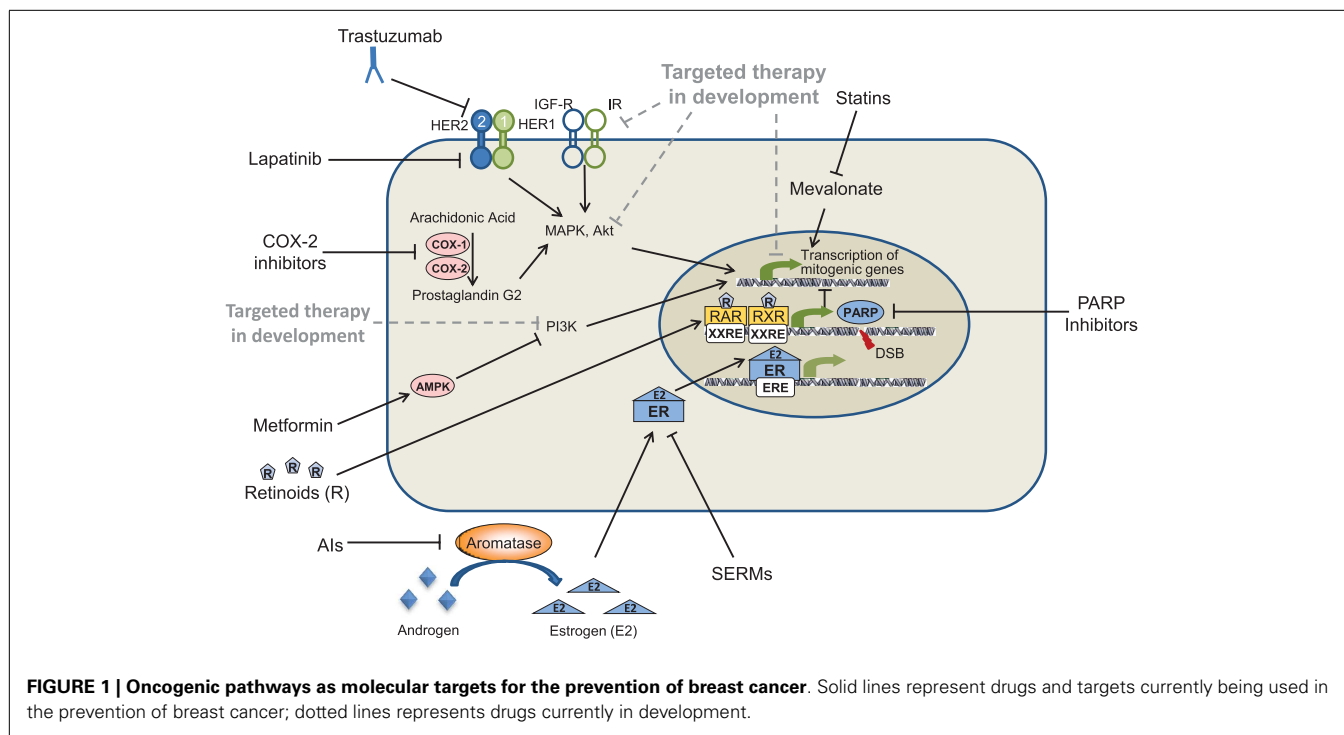 Trastuzumab
Targeted therapy
in development
Statins
IGF-R
IR
HER2
2
1
HER1
Lapatinib
Mevalonate
Arachidonic Acid
MAPK, Akt
COX-2
inhibitors
COX-1
COX-2
Transcription of
mitogenic genes
Prostaglandin G2
Targeted therapy
in development
PI3K
R
R
RAR
RXR
XXRE
XXRE
PARP
PARP
Inhibitors
DSB
E2
ER
ERE
AMPK
E2
ER
Metformin
R
R
R
Retinoids (R)
AIs
Aromatase
SERMs
E2
E2
E2
Androgen
Estrogen (E2)
FIGURE 1 | Oncogenic pathways as molecular targets for the prevention of breast cancer. Solid lines represent drugs and targets currently being used in
the prevention of breast cancer; dotted lines represents drugs currently in development.